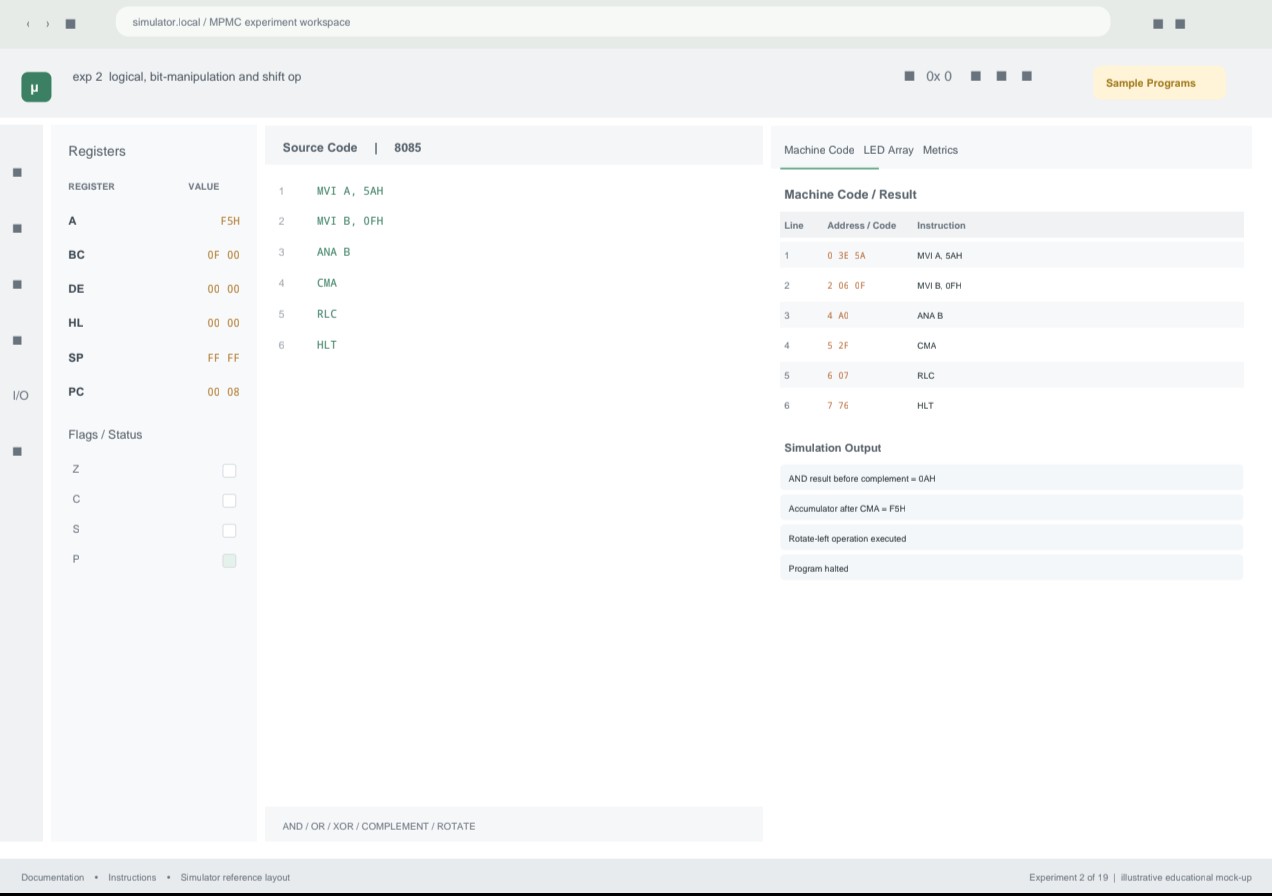 simulator.local / MPMC experiment workspace
µ
exp 2 logical, bit-manipulation and shift op
0x 0
Sample Programs
I/O
Registers
REGISTER VALUE
A F5H
BC 0F 00
DE 00 00
HL 00 00
SP FF FF
PC 00 08
Flags / Status
Z
C
S
P
Source Code | 8085
1 MVI A, 5AH
2 MVI B, 0FH
3 ANA B
4 CMA
5 RLC
6 HLT
AND / OR / XOR / COMPLEMENT / ROTATE
Machine Code LED Array Metrics
Machine Code / Result
Line Address / Code Instruction
1 0 3E 5A MVI A, 5AH
2 2 06 0F MVI B, 0FH
3 4 A0 ANA B
4 5 2F CMA
5 6 07 RLC
6 7 76 HLT
Simulation Output
AND result before complement = 0AH
Accumulator after CMA = F5H
Rotate-left operation executed
Program halted
Documentation • Instructions • Simulator reference layout
Experiment 2 of 19 | illustrative educational mock-up